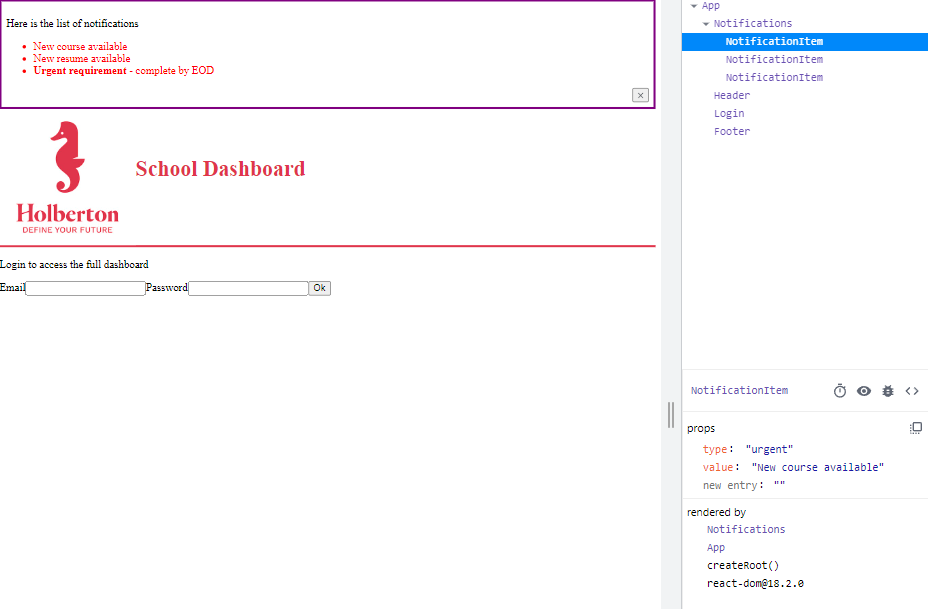 Here is the list of notifications
New course available
New resume available
Urgent requirement - complete by EOD
×
Holberton
DEFINE YOUR FUTURE
School Dashboard
Login to access the full dashboard
Email Password Ok
App
Notifications
NotificationItem
NotificationItem
NotificationItem
Header
Login
Footer
NotificationItem
props
type: "urgent"
value: "New course available"
new entry: ""
rendered by
Notifications
App
createRoot()
react-dom@18.2.0